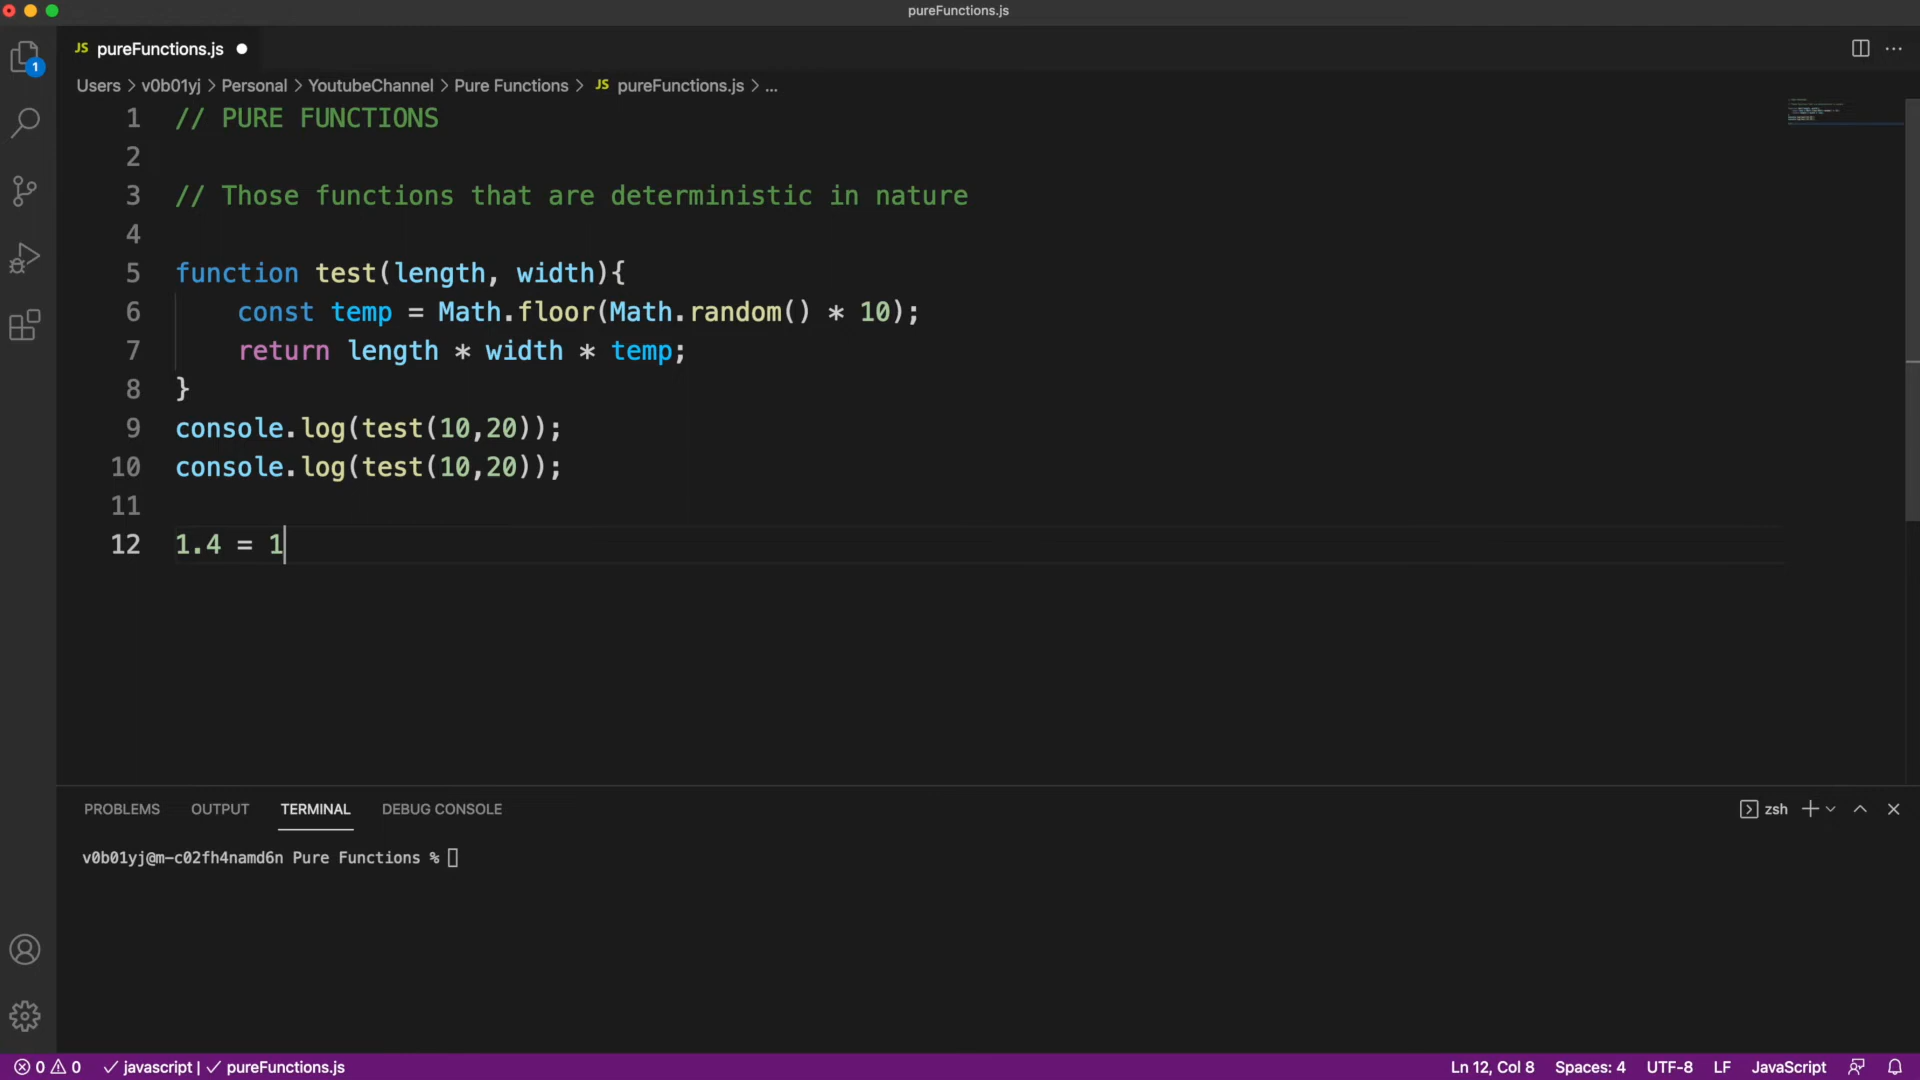 pureFunctions.js
JS pureFunctions.js
1
Users > v0b01yj > Personal > YoutubeChannel > Pure Functions > JS pureFunctions.js > ...
1 // PURE FUNCTIONS
2
3 // Those functions that are deterministic in nature
4
5 function test(length, width){
6 const temp = Math.floor(Math.random() * 10);
7 return length * width * temp;
8 }
9 console.log(test(10,20));
10 console.log(test(10,20));
11
12 1.4 = 1
PROBLEMS OUTPUT TERMINAL DEBUG CONSOLE zsh
v0b01yj@m-c02fh4namd6n Pure Functions %
0 0 javascript | pureFunctions.js Ln 12, Col 8 Spaces: 4 UTF-8 LF JavaScript